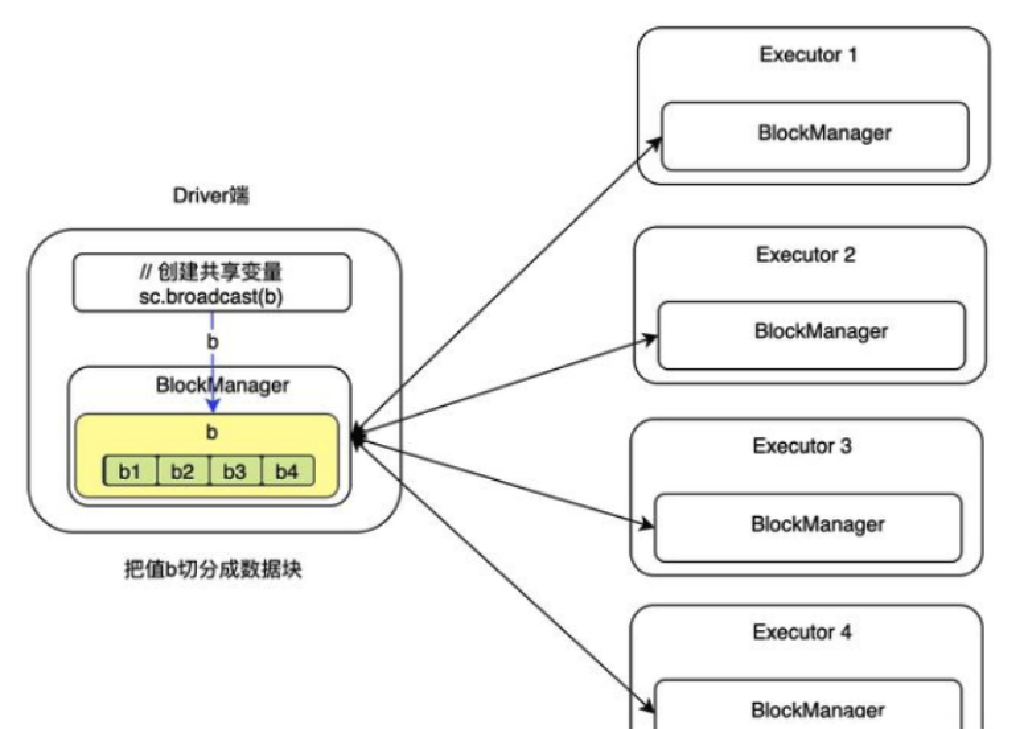 Driver端
// 创建共享变量
sc.broadcast(b)
b
BlockManager
b
b1 b2 b3 b4
把值b切分成数据块
Executor 1
BlockManager
Executor 2
BlockManager
Executor 3
BlockManager
Executor 4
BlockManager